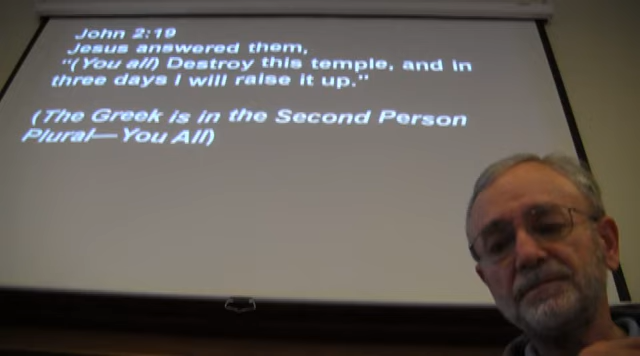 John 2:19
Jesus answered them,
"(You all) Destroy this temple, and in
three days I will raise it up."
(The Greek is in the Second Person
Plural—You All)